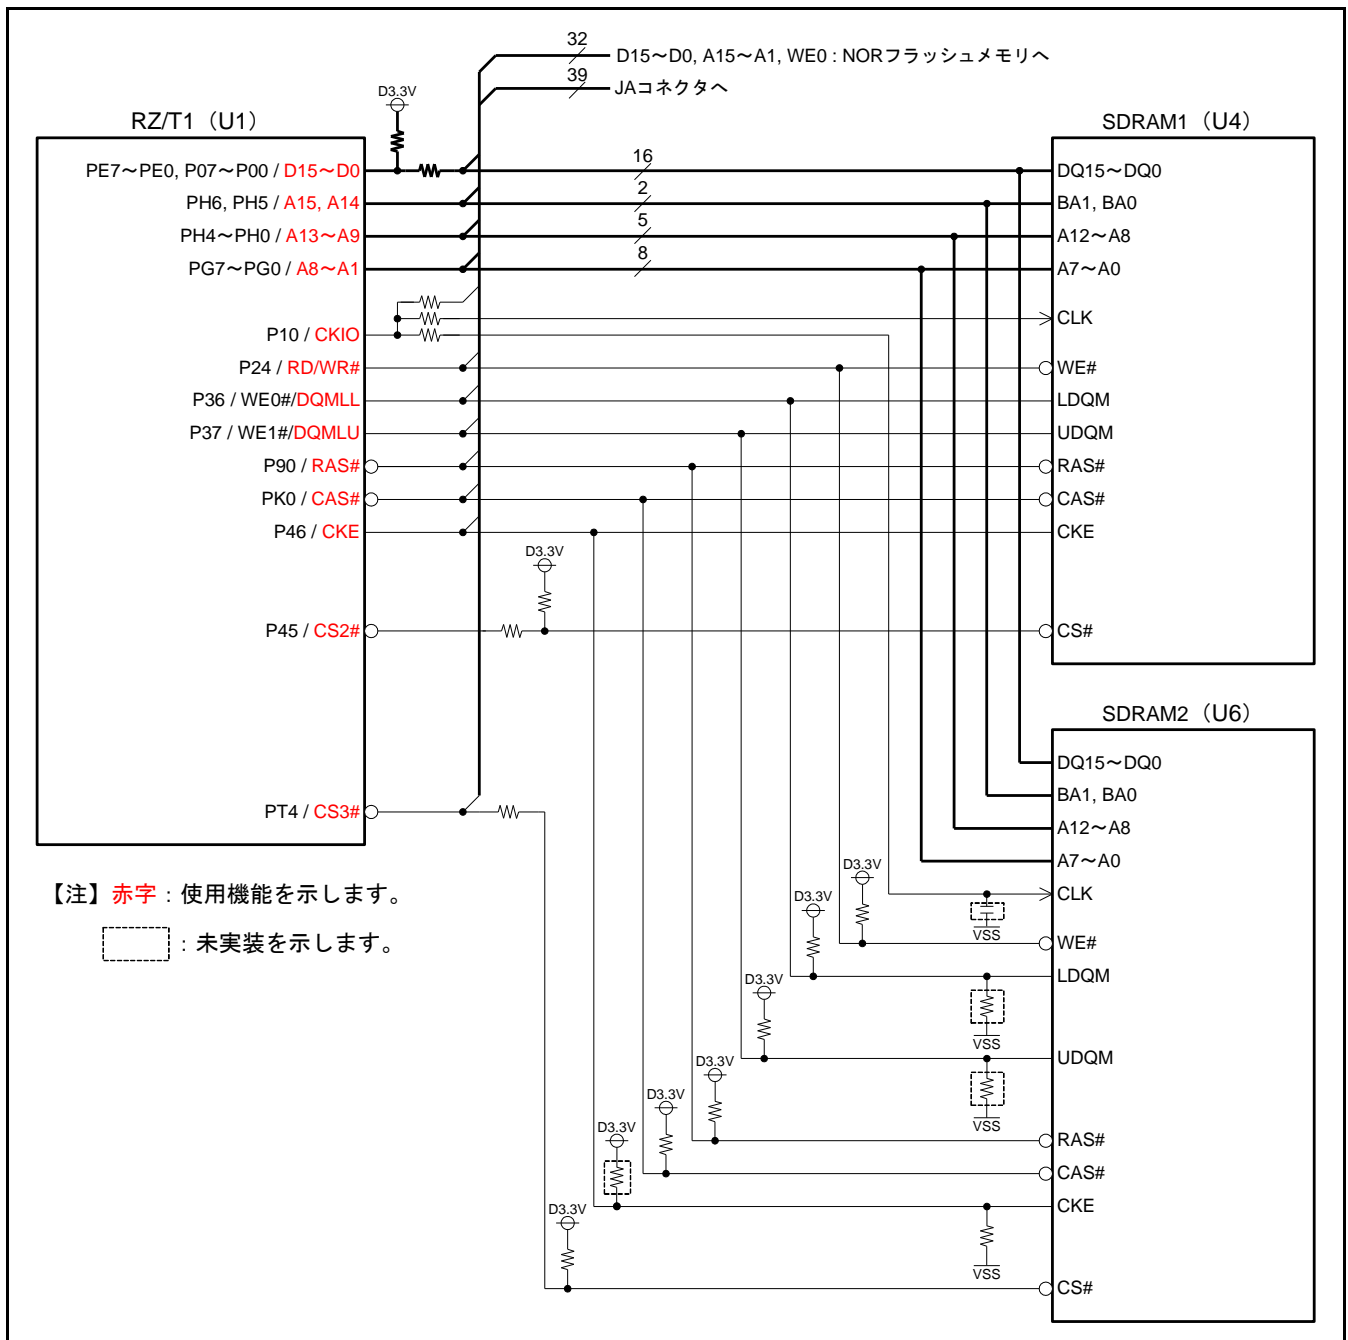 32
D15～D0, A15～A1, WE0 : NORフラッシュメモリへ
39
JAコネクタへ
D3.3V
RZ/T1（U1）
SDRAM1（U4）
PE7～PE0, P07～P00 / D15～D0
16
DQ15～DQ0
PH6, PH5 / A15, A14
2
BA1, BA0
PH4～PH0 / A13～A9
5
A12～A8
PG7～PG0 / A8～A1
8
A7～A0
P10 / CKIO
CLK
P24 / RD/WR#
WE#
P36 / WE0#/DQMLL
LDQM
P37 / WE1#/DQMLU
UDQM
P90 / RAS#
RAS#
PK0 / CAS#
CAS#
P46 / CKE
CKE
D3.3V
P45 / CS2#
CS#
SDRAM2（U6）
DQ15～DQ0
BA1, BA0
PT4 / CS3#
A12～A8
A7～A0
【注】赤字：使用機能を示します。
：未実装を示します。
D3.3V
CLK
VSS
D3.3V
WE#
LDQM
D3.3V
VSS
UDQM
D3.3V
VSS
D3.3V
RAS#
D3.3V
CAS#
CKE
D3.3V
VSS
CS#